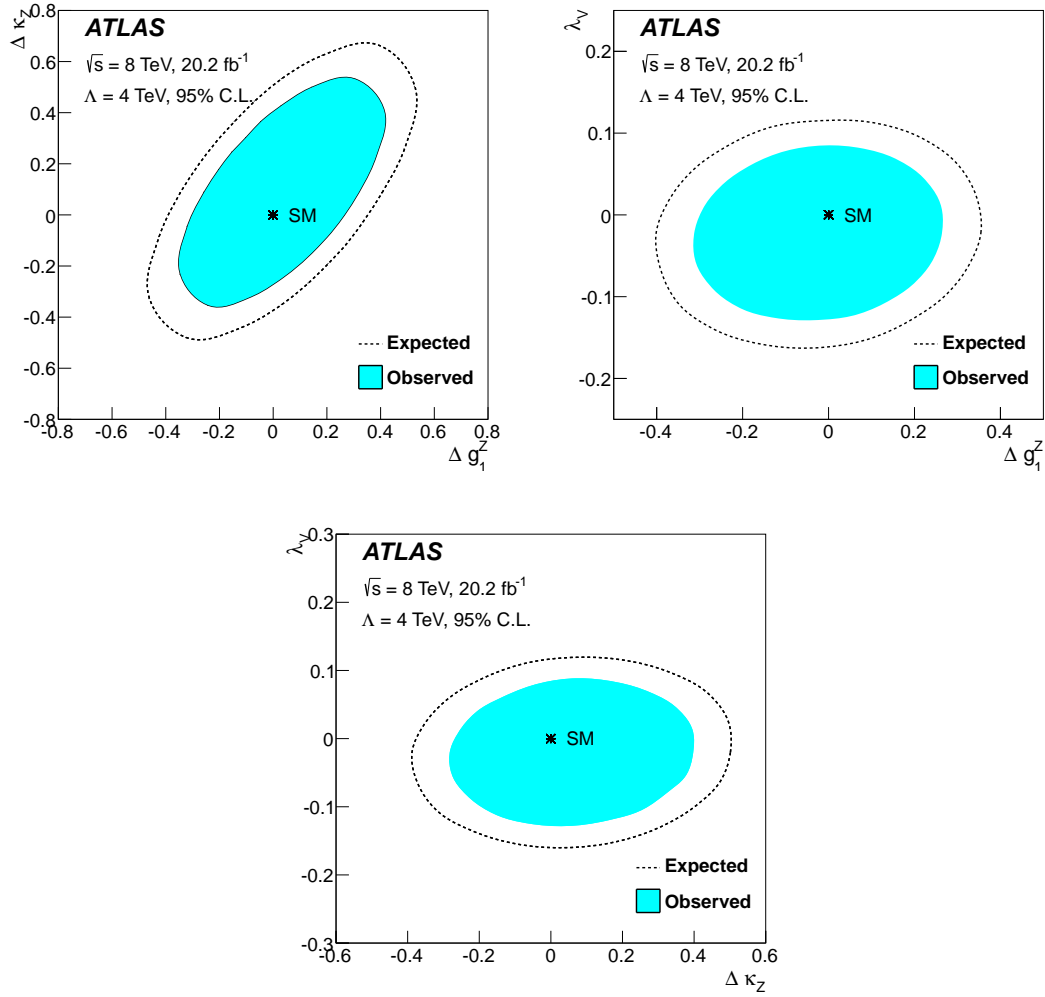 Δ κ_Z
0.8
0.6
0.4
0.2
0
-0.2
-0.4
-0.6
-0.8
ATLAS
√s = 8 TeV, 20.2 fb⁻¹
Λ = 4 TeV, 95% C.L.
SM
Expected
Observed
-0.8 -0.6 -0.4 -0.2 0 0.2 0.4 0.6 0.8
Δ g₁ᶻ
λ_V
0.2
0.1
0
-0.1
-0.2
ATLAS
√s = 8 TeV, 20.2 fb⁻¹
Λ = 4 TeV, 95% C.L.
SM
Expected
Observed
-0.4 -0.2 0 0.2 0.4
Δ g₁ᶻ
λ_V
0.3
0.2
0.1
0
-0.1
-0.2
-0.3
ATLAS
√s = 8 TeV, 20.2 fb⁻¹
Λ = 4 TeV, 95% C.L.
SM
Expected
Observed
-0.6 -0.4 -0.2 0 0.2 0.4 0.6
Δ κ_Z